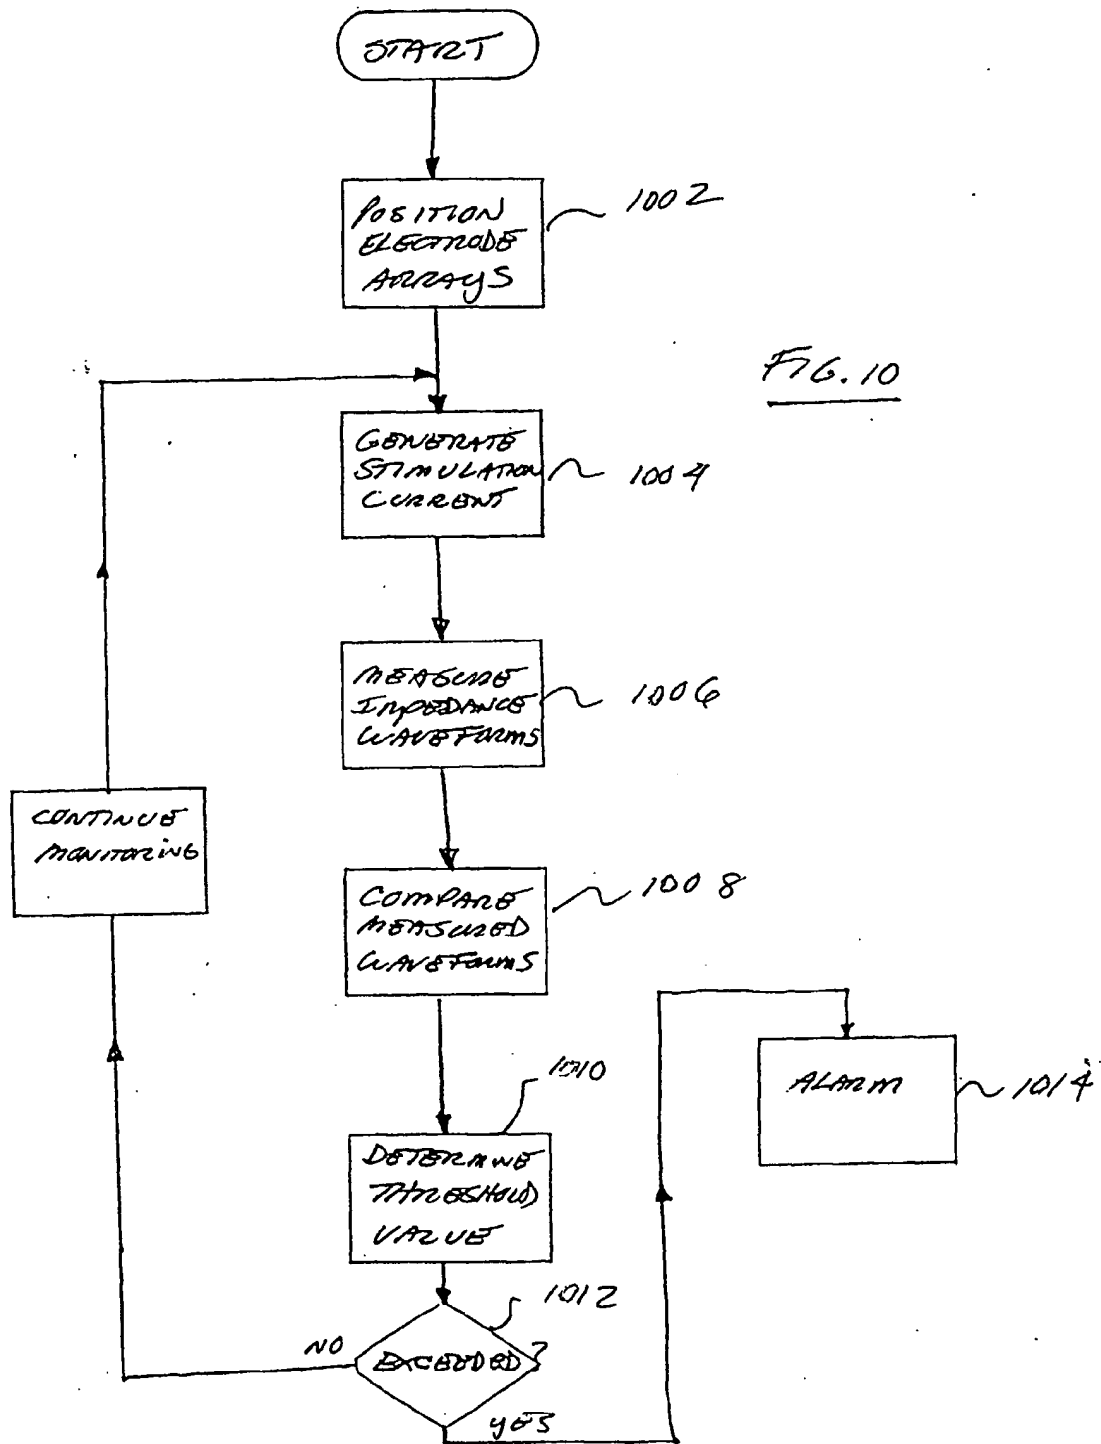 START
POSITION
ELECTRODE
ARRAYS
1002
FIG. 10
GENERATE
STIMULATION
CURRENT
1004
MEASURE
IMPEDANCE
WAVEFORMS
1006
CONTINUE
MONITORING
COMPARE
MEASURED
WAVEFORMS
1008
ALARM
1014
1010
DETERMINE
THRESHOLD
VALUE
1012
NO
EXCEEDED?
YES